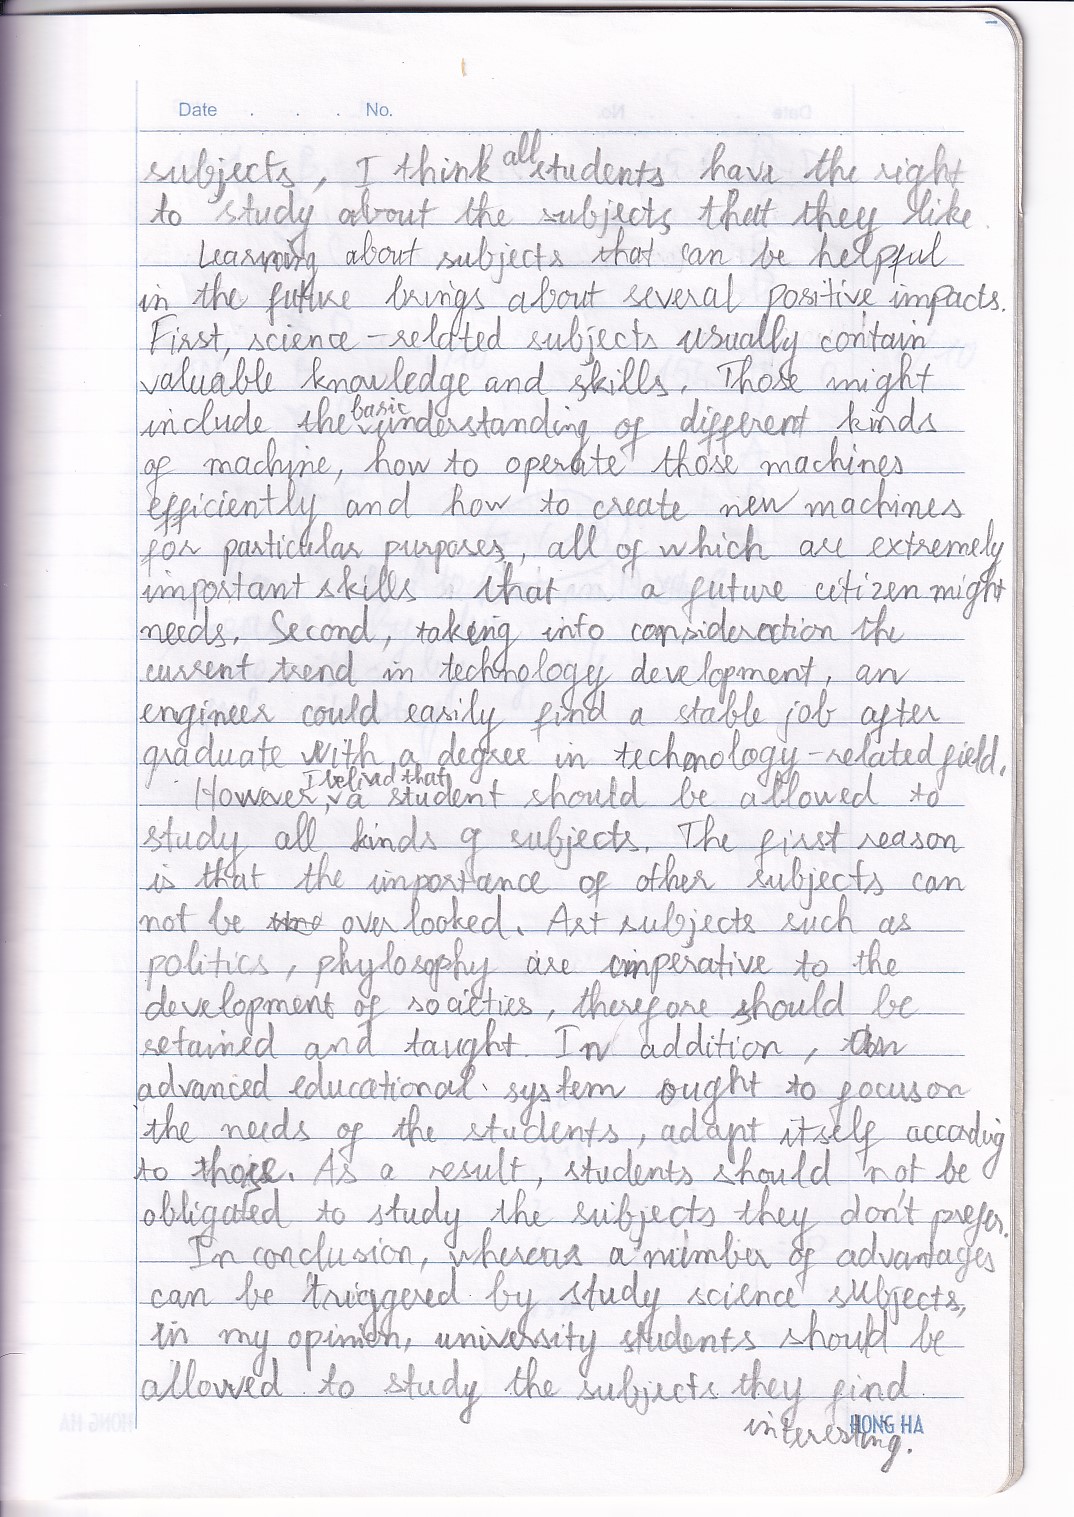 Date . . . No.
subjects, I think all students have the right
to study about the subjects that they like.
Learning about subjects that can be helpful
in the future brings about several positive impacts.
First, science-related subjects usually contain
valuable knowledge and skills. Those might
include the basic understanding of different kinds
of machine, how to operate those machines
efficiently and how to create new machines
for particular purposes, all of which are extremely
important skills that a future citizen might
needs. Second, taking into consideration the
current trend in technology development, an
engineer could easily find a stable job after
graduate with a degree in technology-related field.
However, I belived that a student should be allowed to
study all kinds of subjects. The first reason
is that the importance of other subjects can
not be overlooked. Art subjects such as
politics, phylosophy are imperative to the
development of societies, therefore should be
retained and taught. In addition, an
advanced educational system ought to focus on
the needs of the students, adapt itself according
to those. As a result, students should not be
obligated to study the subjects they don't prefer.
In conclusion, whereas a number of advantages
can be triggered by study science subjects,
in my opinion, university students should be
allowed to study the subjects they find
interesting.
HONG HA